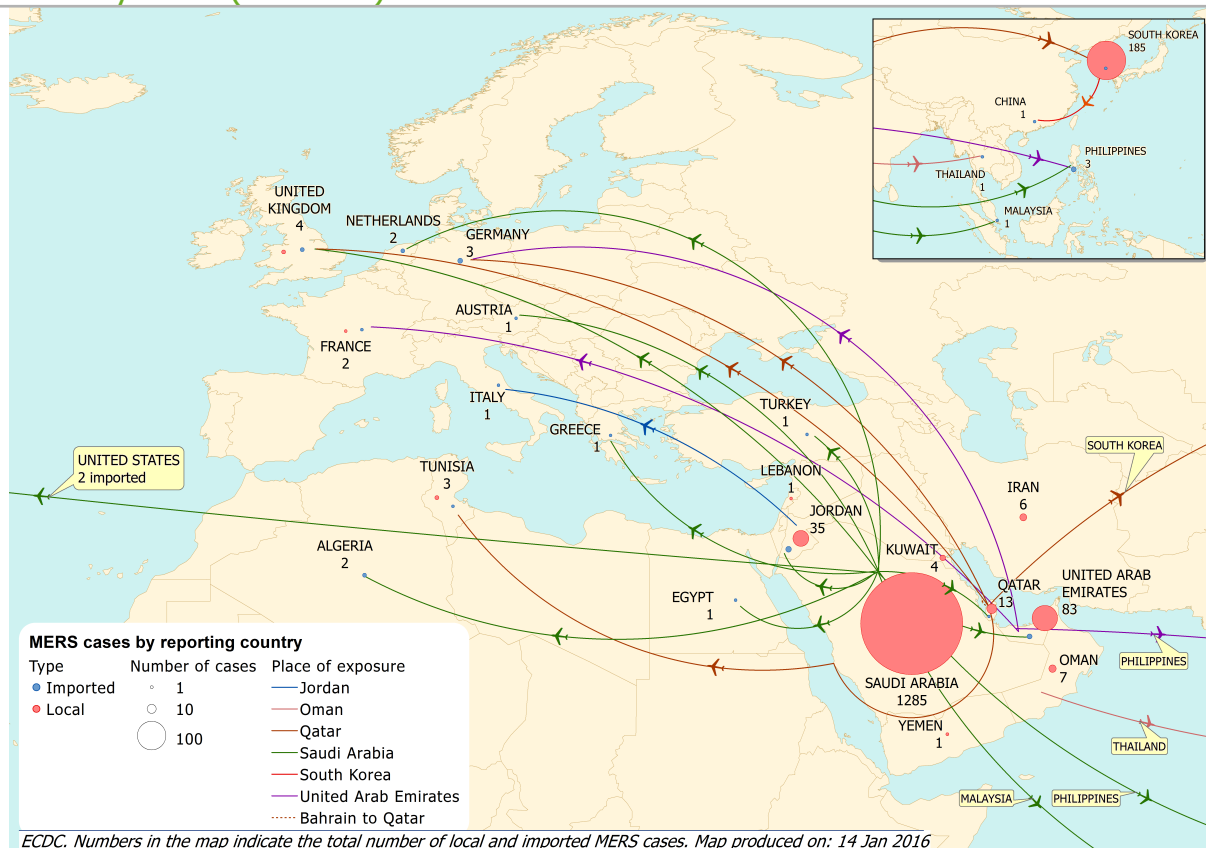 SOUTH KOREA
185
CHINA
1
PHILIPPINES
3
THAILAND
1
MALAYSIA
1
UNITED
KINGDOM
4
NETHERLANDS
2
GERMANY
3
AUSTRIA
1
FRANCE
2
ITALY
1
GREECE
1
TURKEY
1
UNITED STATES
2 imported
TUNISIA
3
LEBANON
1
JORDAN
35
IRAN
6
SOUTH KOREA
ALGERIA
2
KUWAIT
4
QATAR
13
UNITED ARAB
EMIRATES
83
EGYPT
1
PHILIPPINES
OMAN
7
SAUDI ARABIA
1285
YEMEN
1
THAILAND
MALAYSIA
PHILIPPINES
MERS cases by reporting country
Type
Imported
Local
Number of cases
1
10
100
Place of exposure
Jordan
Oman
Qatar
Saudi Arabia
South Korea
United Arab Emirates
Bahrain to Qatar
ECDC. Numbers in the map indicate the total number of local and imported MERS cases. Map produced on: 14 Jan 2016